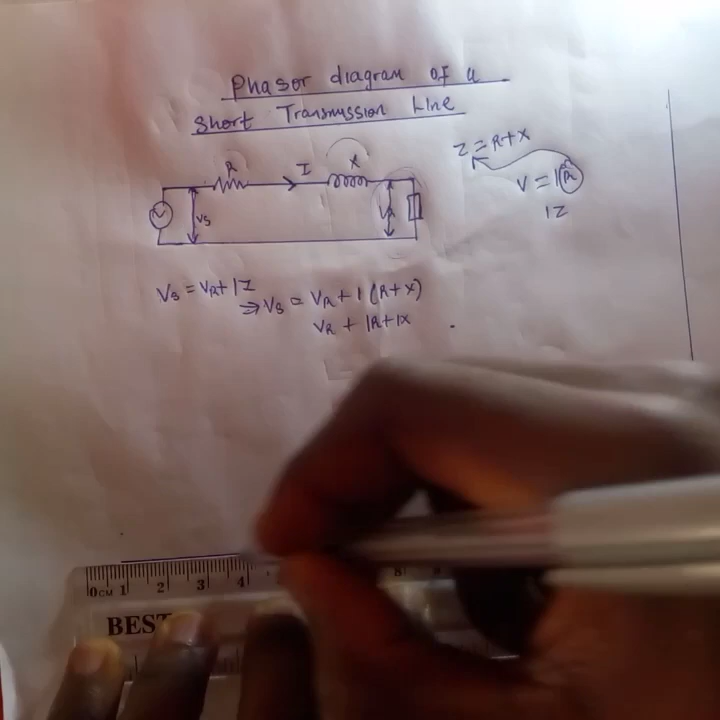 Phasor diagram of a
Short Transmission Line
R I X
Z = R+X
V = IR
IZ
Vs
Vs = VR + IZ
⇒ Vs = VR + I (R+X)
VR + IR + IX
0CM 1 2 3 4 8
BEST